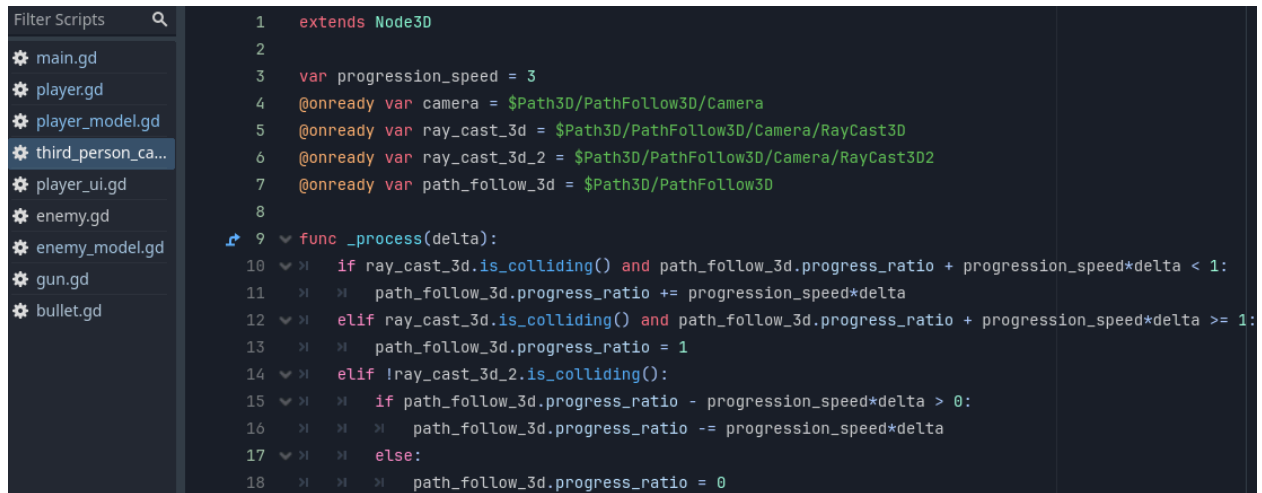 Filter Scripts
main.gd
player.gd
player_model.gd
third_person_ca...
player_ui.gd
enemy.gd
enemy_model.gd
gun.gd
bullet.gd
1 extends Node3D
2
3 var progression_speed = 3
4 @onready var camera = $Path3D/PathFollow3D/Camera
5 @onready var ray_cast_3d = $Path3D/PathFollow3D/Camera/RayCast3D
6 @onready var ray_cast_3d_2 = $Path3D/PathFollow3D/Camera/RayCast3D2
7 @onready var path_follow_3d = $Path3D/PathFollow3D
8
9 func _process(delta):
10 if ray_cast_3d.is_colliding() and path_follow_3d.progress_ratio + progression_speed*delta < 1:
11 path_follow_3d.progress_ratio += progression_speed*delta
12 elif ray_cast_3d.is_colliding() and path_follow_3d.progress_ratio + progression_speed*delta >= 1:
13 path_follow_3d.progress_ratio = 1
14 elif !ray_cast_3d_2.is_colliding():
15 if path_follow_3d.progress_ratio - progression_speed*delta > 0:
16 path_follow_3d.progress_ratio -= progression_speed*delta
17 else:
18 path_follow_3d.progress_ratio = 0